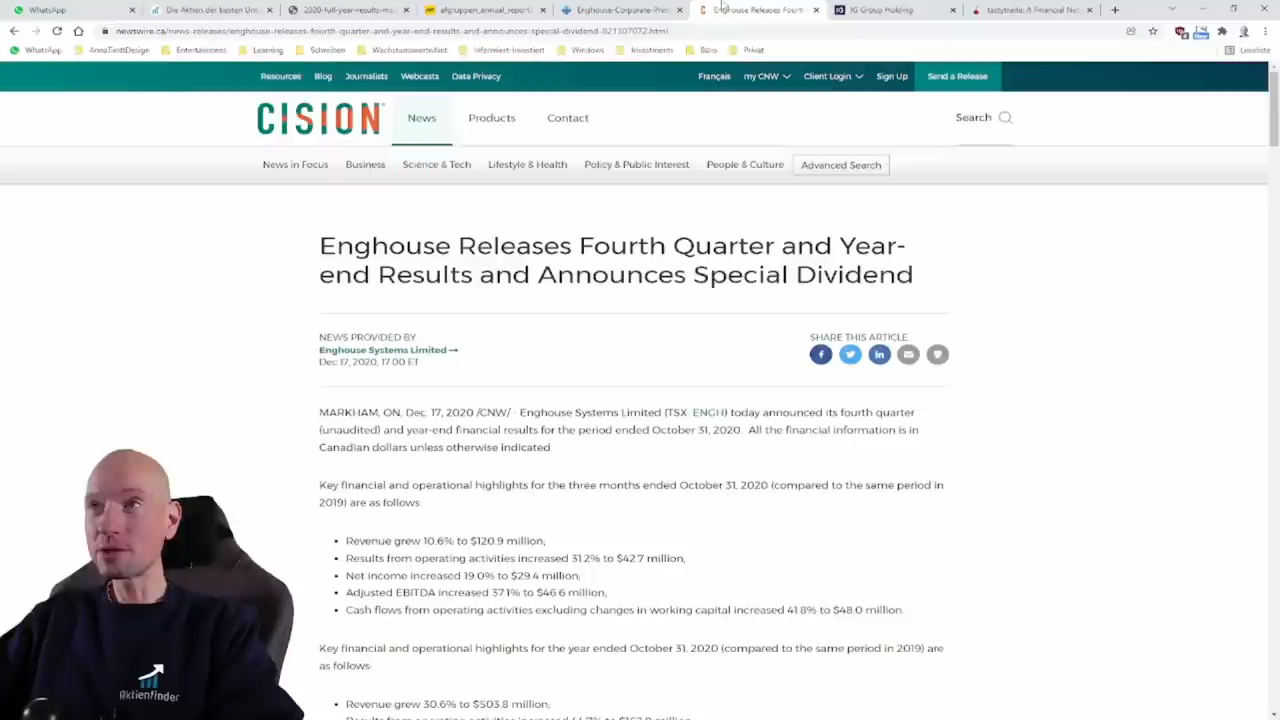 WhatsApp
Die Aktien der besten Unt
2020-full-year-results-m
afgruppen_annual_report
Enghouse-Corporate-Pre
Enghouse Releases Fourt
IG Group Holding
tastytrade: A Financial Ne
newswire.ca/news-releases/enghouse-releases-fourth-quarter-and-year-end-results-and-announces-special-dividend-821307072.html
WhatsApp
AnnaTirettDesign
Entertainment
Learning
Schreiben
Informiert-Investiert
Windows
Investments
Büro
Privat
Leseliste
Resources Blog Journalists Webcasts Data Privacy
Français my CNW Client Login Sign Up Send a Release
CISION
News Products Contact
Search
News in Focus Business Science & Tech Lifestyle & Health Policy & Public Interest People & Culture Advanced Search
Enghouse Releases Fourth Quarter and Year-
end Results and Announces Special Dividend
NEWS PROVIDED BY
Enghouse Systems Limited →
Dec 17, 2020, 17:00 ET
SHARE THIS ARTICLE
MARKHAM, ON, Dec. 17, 2020 /CNW/ - Enghouse Systems Limited (TSX: ENGH) today announced its fourth quarter
(unaudited) and year-end financial results for the period ended October 31, 2020. All the financial information is in
Canadian dollars unless otherwise indicated.
Key financial and operational highlights for the three months ended October 31, 2020 (compared to the same period in
2019) are as follows:
• Revenue grew 10.6% to $120.9 million;
• Results from operating activities increased 31.2% to $42.7 million;
• Net income increased 19.0% to $29.4 million;
• Adjusted EBITDA increased 37.1% to $46.6 million;
• Cash flows from operating activities excluding changes in working capital increased 41.8% to $48.0 million.
Key financial and operational highlights for the year ended October 31, 2020 (compared to the same period in 2019) are
as follows:
• Revenue grew 30.6% to $503.8 million;
Aktienfinder